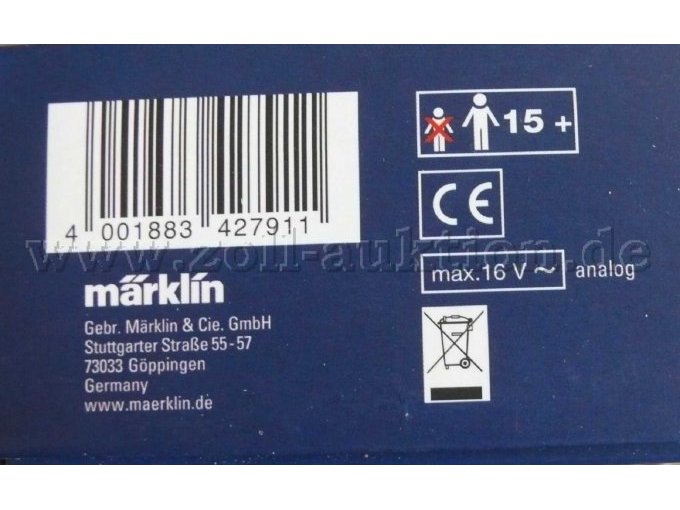 15 +
CE
4 001883 427911
www.zoll-auktion.de
max.16 V ~ analog
märklin
Gebr. Märklin & Cie. GmbH
Stuttgarter Straße 55-57
73033 Göppingen
Germany
www.maerklin.de